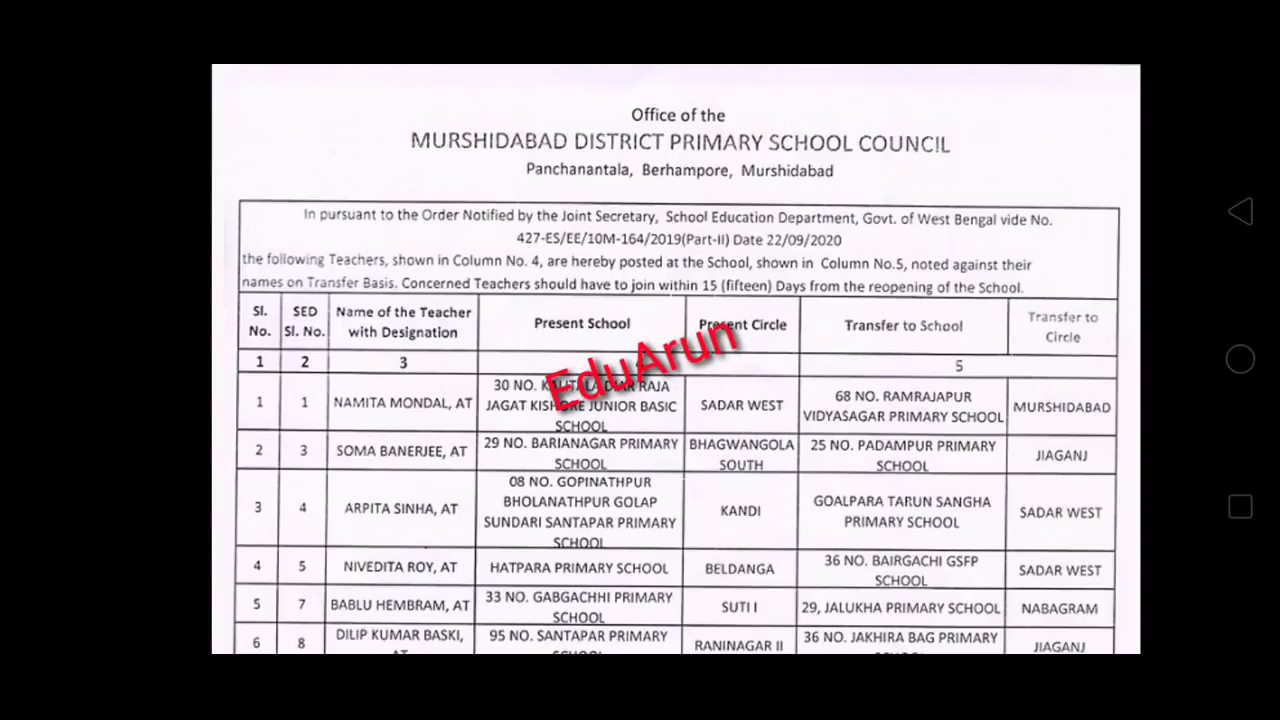 Office of the
MURSHIDABAD DISTRICT PRIMARY SCHOOL COUNCIL
Panchanantala, Berhampore, Murshidabad
In pursuant to the Order Notified by the Joint Secretary, School Education Department, Govt. of West Bengal vide No.
427-ES/EE/10M-164/2019(Part-II) Date 22/09/2020
the following Teachers, shown in Column No. 4, are hereby posted at the School, shown in Column No.5, noted against their
names on Transfer Basis. Concerned Teachers should have to join within 15 (fifteen) Days from the reopening of the School.
Sl. No. SED Sl. No. Name of the Teacher with Designation Present School Present Circle Transfer to School Transfer to Circle
1 2 3 5
EduArun
1 1 NAMITA MONDAL, AT 30 NO. RAJA JAGAT KISHORE JUNIOR BASIC SCHOOL SADAR WEST 68 NO. RAMRAJAPUR VIDYASAGAR PRIMARY SCHOOL MURSHIDABAD
2 3 SOMA BANERJEE, AT 29 NO. BARIANAGAR PRIMARY SCHOOL BHAGWANGOLA SOUTH 25 NO. PADAMPUR PRIMARY SCHOOL JIAGANJ
3 4 ARPITA SINHA, AT 08 NO. GOPINATHPUR BHOLANATHPUR GOLAP SUNDARI SANTAPAR PRIMARY SCHOOL KANDI GOALPARA TARUN SANGHA PRIMARY SCHOOL SADAR WEST
4 5 NIVEDITA ROY, AT HATPARA PRIMARY SCHOOL BELDANGA 36 NO. BAIRGACHI GSFP SCHOOL SADAR WEST
5 7 BABLU HEMBRAM, AT 33 NO. GABGACHHI PRIMARY SCHOOL SUTI I 29, JALUKHA PRIMARY SCHOOL NABAGRAM
6 8 DILIP KUMAR BASKI, 95 NO. SANTAPAR PRIMARY RANINAGAR II 36 NO. JAKHIRA BAG PRIMARY JIAGANJ